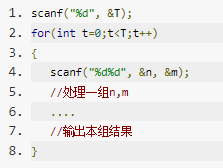 1. scanf("%d", &T);
2. for(int t=0;t<T;t++)
3. {
4. scanf("%d%d", &n, &m);
5. //处理一组n,m
6. ....
7. //输出本组结果
8. }